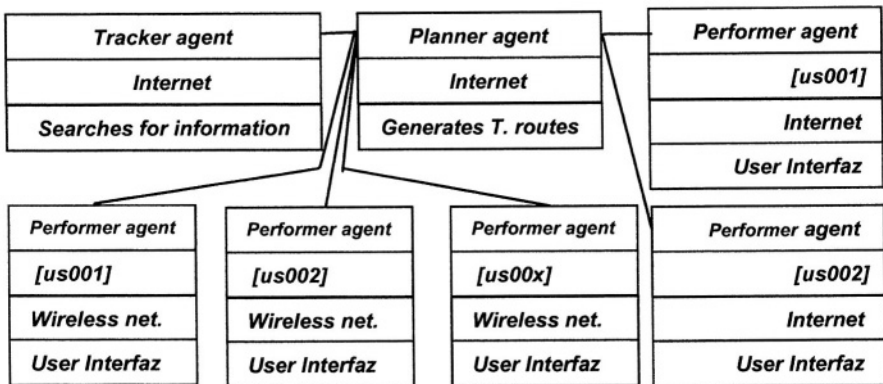 Tracker agent
Internet
Searches for information
Planner agent
Internet
Generates T. routes
Performer agent
[us001]
Internet
User Interfaz
Performer agent
[us001]
Wireless net.
User Interfaz
Performer agent
[us002]
Wireless net.
User Interfaz
Performer agent
[us00x]
Wireless net.
User Interfaz
Performer agent
[us002]
Internet
User Interfaz